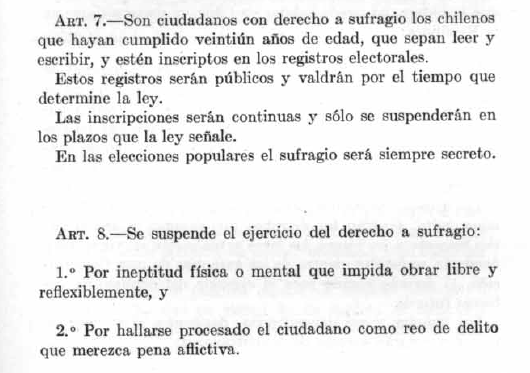 ART. 7.—Son ciudadanos con derecho a sufragio los chilenos
que hayan cumplido veintiún años de edad, que sepan leer y
escribir, y estén inscriptos en los registros electorales.
Estos registros serán públicos y valdrán por el tiempo que
determine la ley.
Las inscripciones serán continuas y sólo se suspenderán en
los plazos que la ley señale.
En las elecciones populares el sufragio será siempre secreto.
ART. 8.—Se suspende el ejercicio del derecho a sufragio:
1.º Por ineptitud física o mental que impida obrar libre y
reflexiblemente, y
2.º Por hallarse procesado el ciudadano como reo de delito
que merezca pena aflictiva.